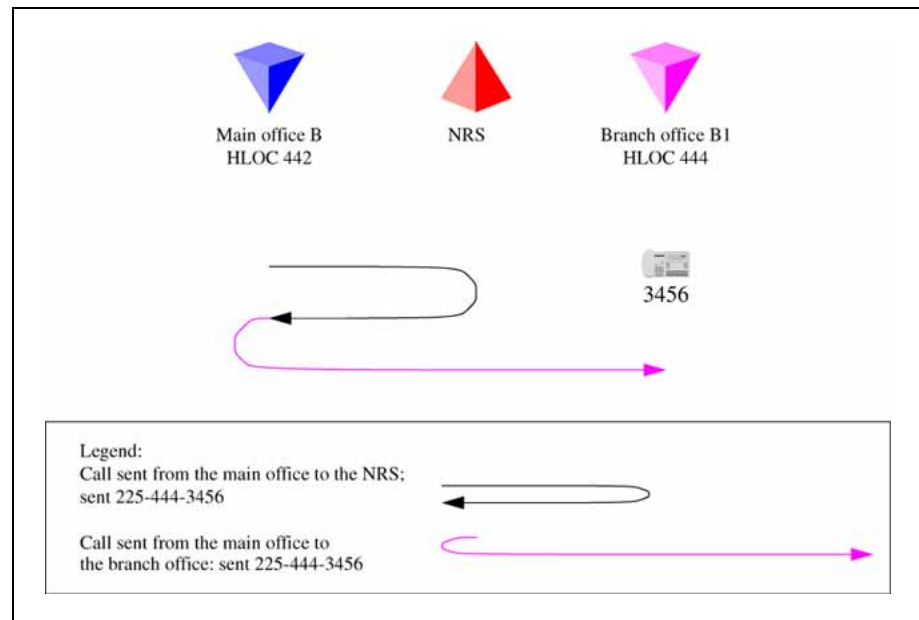 Main office B
HLOC 442
NRS
Branch office B1
HLOC 444
3456
Legend:
Call sent from the main office to the NRS;
sent 225-444-3456
Call sent from the main office to
the branch office: sent 225-444-3456